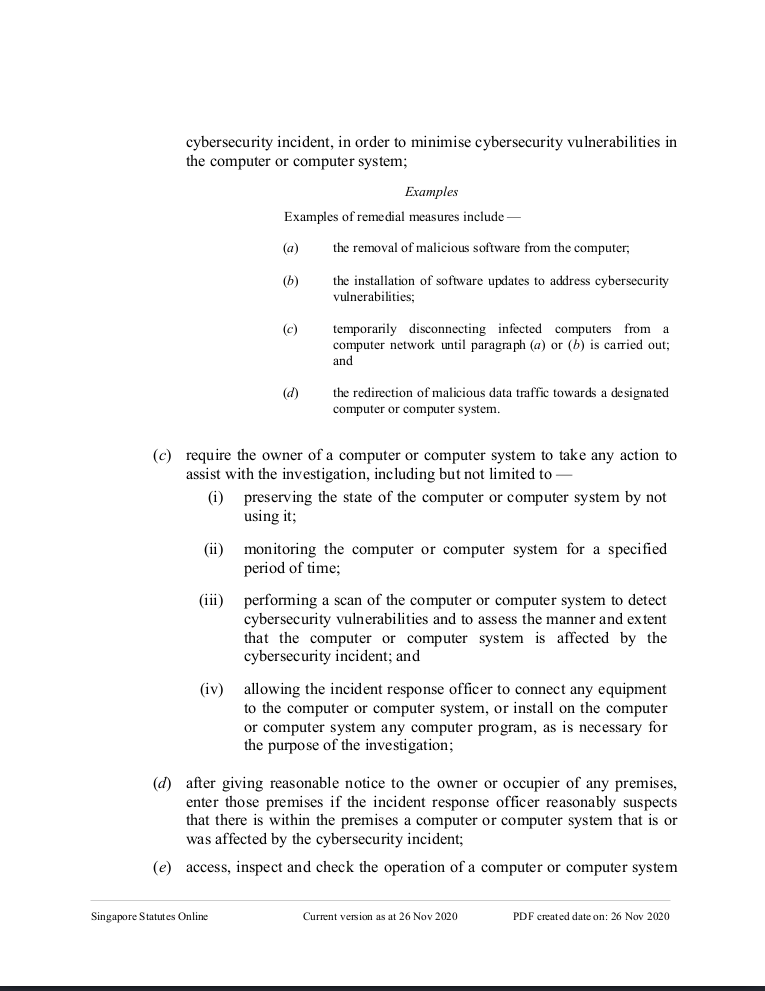 cybersecurity incident, in order to minimise cybersecurity vulnerabilities in
the computer or computer system;
Examples
Examples of remedial measures include —
(a) the removal of malicious software from the computer;
(b) the installation of software updates to address cybersecurity
vulnerabilities;
(c) temporarily disconnecting infected computers from a
computer network until paragraph (a) or (b) is carried out;
and
(d) the redirection of malicious data traffic towards a designated
computer or computer system.
(c) require the owner of a computer or computer system to take any action to
assist with the investigation, including but not limited to —
(i) preserving the state of the computer or computer system by not
using it;
(ii) monitoring the computer or computer system for a specified
period of time;
(iii) performing a scan of the computer or computer system to detect
cybersecurity vulnerabilities and to assess the manner and extent
that the computer or computer system is affected by the
cybersecurity incident; and
(iv) allowing the incident response officer to connect any equipment
to the computer or computer system, or install on the computer
or computer system any computer program, as is necessary for
the purpose of the investigation;
(d) after giving reasonable notice to the owner or occupier of any premises,
enter those premises if the incident response officer reasonably suspects
that there is within the premises a computer or computer system that is or
was affected by the cybersecurity incident;
(e) access, inspect and check the operation of a computer or computer system
Singapore Statutes Online Current version as at 26 Nov 2020 PDF created date on: 26 Nov 2020